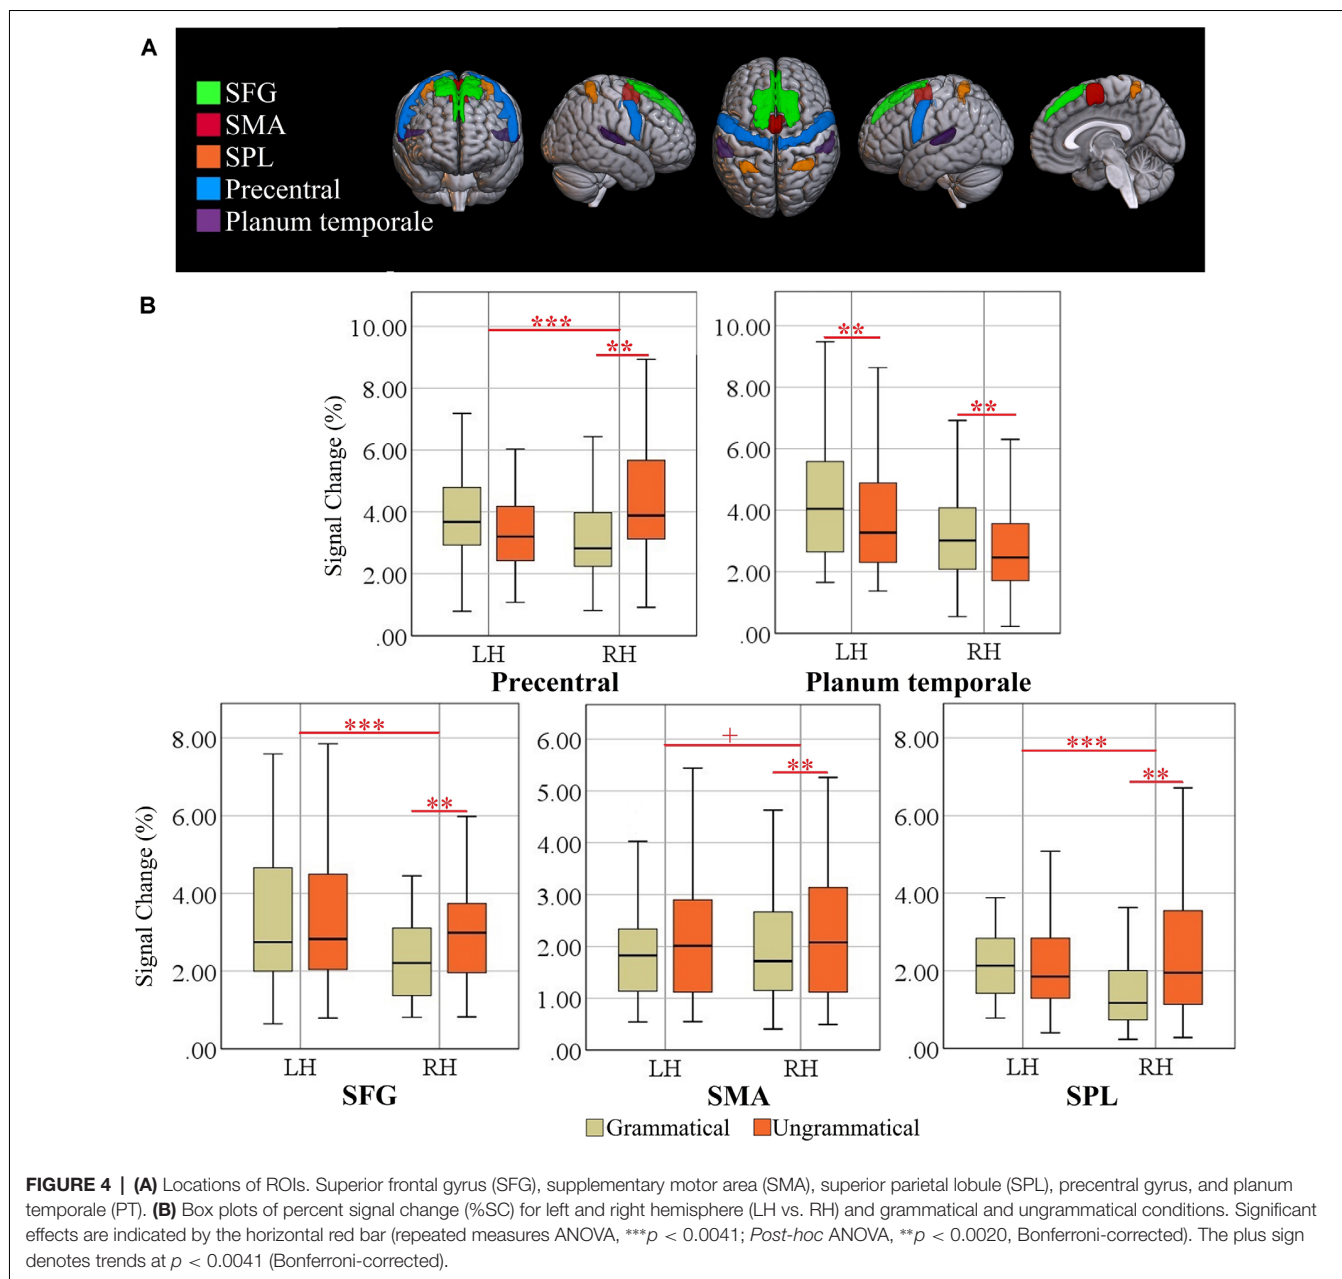 A
SFG
SMA
SPL
Precentral
Planum temporale
B
Signal Change (%)
10.00
8.00
6.00
4.00
2.00
.00
***
**
LH RH
Precentral
10.00
8.00
6.00
4.00
2.00
.00
**
**
LH RH
Planum temporale
Signal Change (%)
8.00
6.00
4.00
2.00
.00
***
**
LH RH
SFG
6.00
5.00
4.00
3.00
2.00
1.00
.00
+
**
LH RH
SMA
8.00
6.00
4.00
2.00
.00
***
**
LH RH
SPL
Grammatical Ungrammatical
FIGURE 4 | (A) Locations of ROIs. Superior frontal gyrus (SFG), supplementary motor area (SMA), superior parietal lobule (SPL), precentral gyrus, and planum
temporale (PT). (B) Box plots of percent signal change (%SC) for left and right hemisphere (LH vs. RH) and grammatical and ungrammatical conditions. Significant
effects are indicated by the horizontal red bar (repeated measures ANOVA, ***p < 0.0041; Post-hoc ANOVA, **p < 0.0020, Bonferroni-corrected). The plus sign
denotes trends at p < 0.0041 (Bonferroni-corrected).